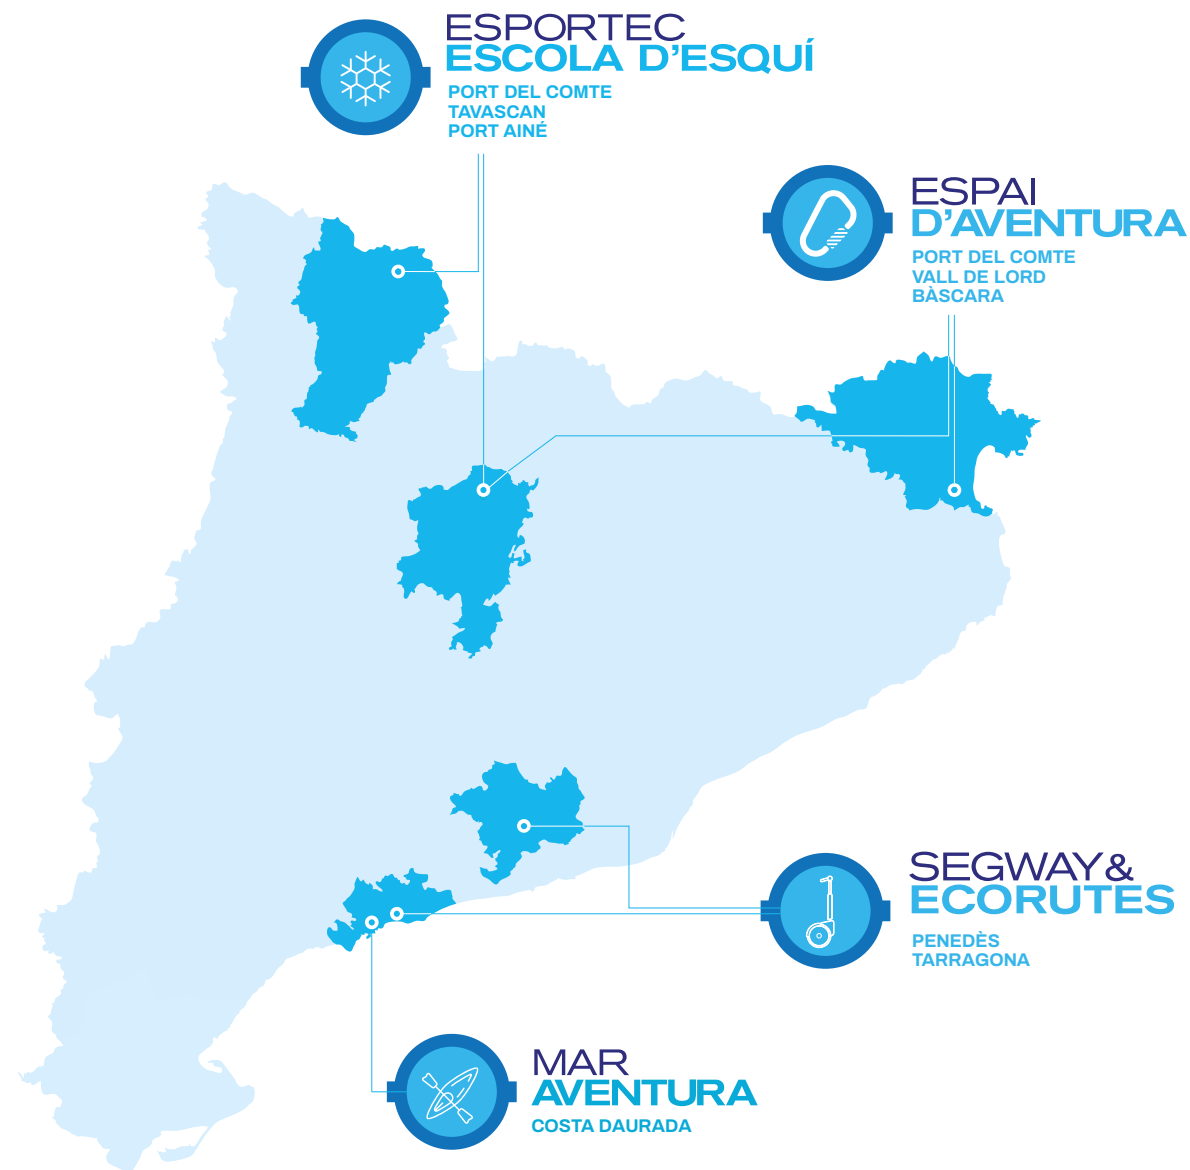 ESPORTEC
ESCOLA D'ESQUÍ
PORT DEL COMTE
TAVASCAN
PORT AINÉ
ESPAI
D'AVENTURA
PORT DEL COMTE
VALL DE LORD
BÀSCARA
SEGWAY&
ECORUTES
PENEDÈS
TARRAGONA
MAR
AVENTURA
COSTA DAURADA